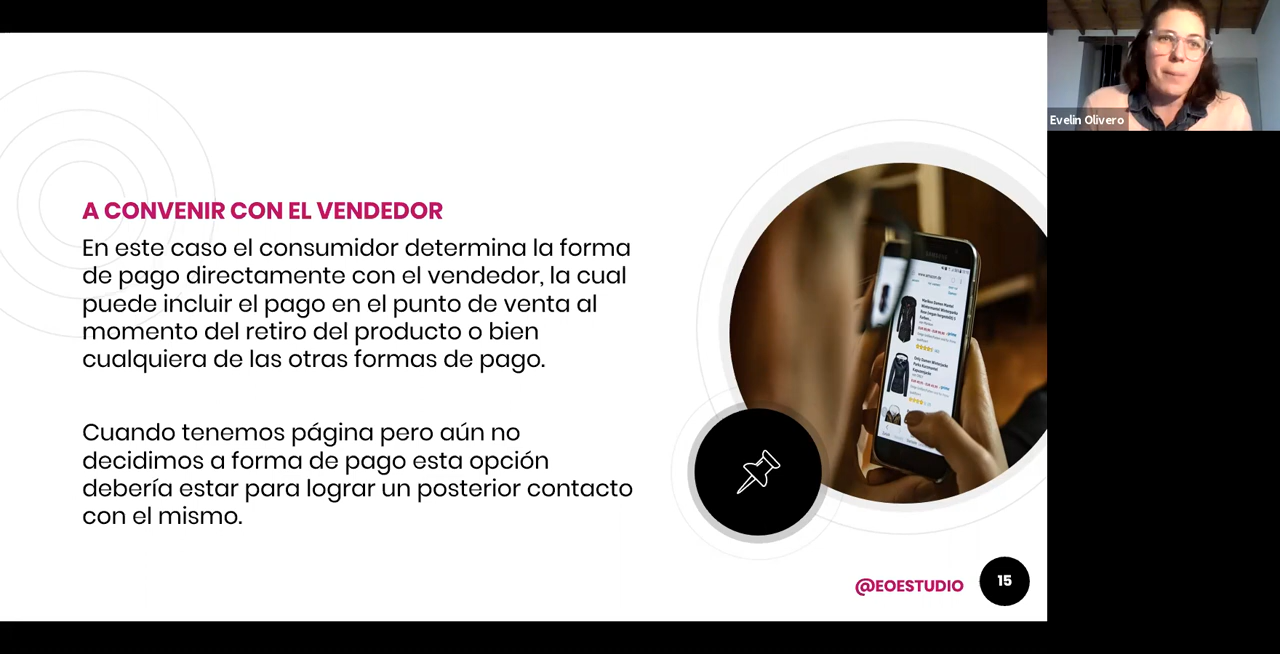 A CONVENIR CON EL VENDEDOR
En este caso el consumidor determina la forma
de pago directamente con el vendedor, la cual
puede incluir el pago en el punto de venta al
momento del retiro del producto o bien
cualquiera de las otras formas de pago.
Cuando tenemos página pero aún no
decidimos a forma de pago esta opción
debería estar para lograr un posterior contacto
con el mismo.
@EOESTUDIO
15
Evelin Olivero